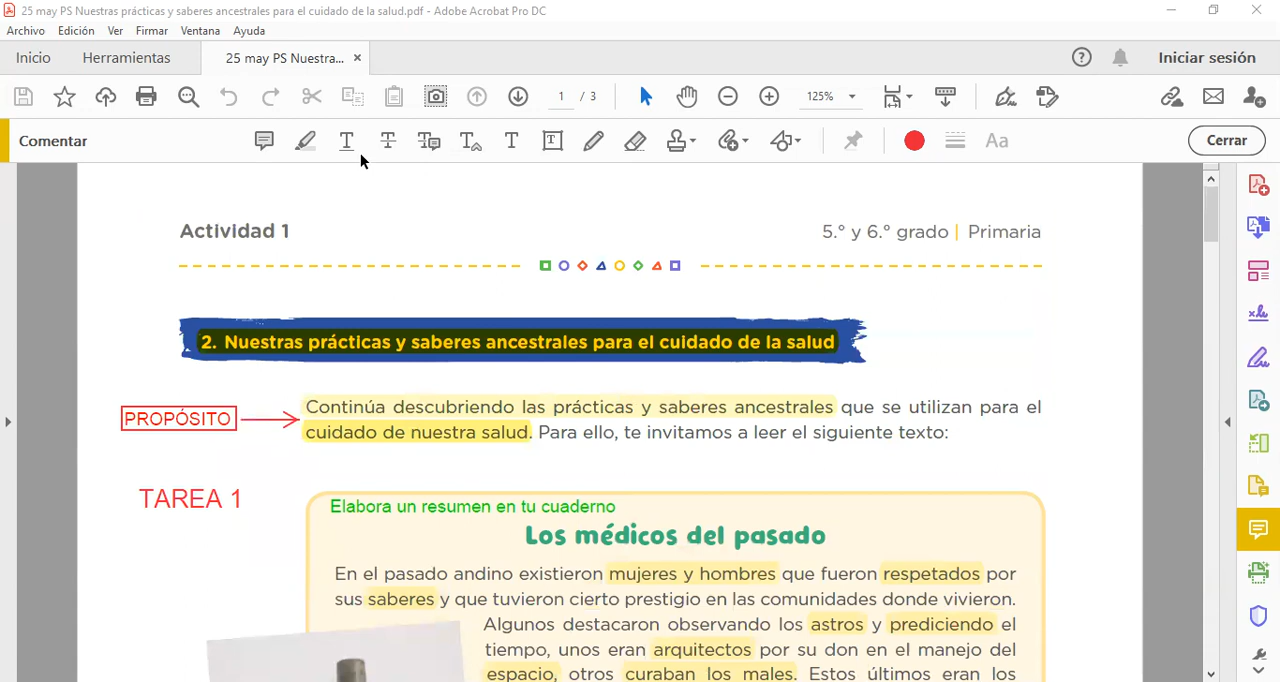 25 may PS Nuestras prácticas y saberes ancestrales para el cuidado de la salud.pdf - Adobe Acrobat Pro DC
Archivo Edición Ver Firmar Ventana Ayuda
Inicio Herramientas 25 may PS Nuestra... × Iniciar sesión
1 / 3 125%
Comentar Aa Cerrar
Actividad 1 5.° y 6.° grado | Primaria
2. Nuestras prácticas y saberes ancestrales para el cuidado de la salud
PROPÓSITO Continúa descubriendo las prácticas y saberes ancestrales que se utilizan para el
cuidado de nuestra salud. Para ello, te invitamos a leer el siguiente texto:
TAREA 1
Elabora un resumen en tu cuaderno
Los médicos del pasado
En el pasado andino existieron mujeres y hombres que fueron respetados por
sus saberes y que tuvieron cierto prestigio en las comunidades donde vivieron.
Algunos destacaron observando los astros y prediciendo el
tiempo, unos eran arquitectos por su don en el manejo del
espacio, otros curaban los males. Estos últimos eran los